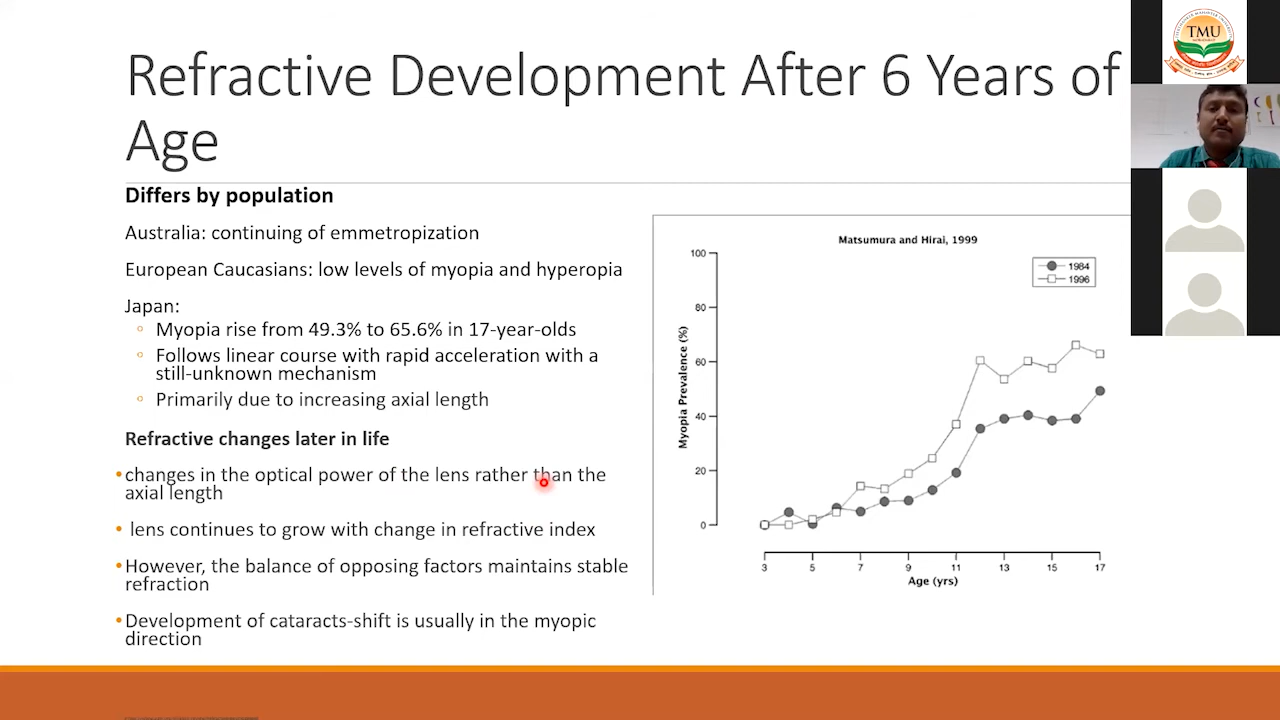 Refractive Development After 6 Years of
Age
Differs by population
Australia: continuing of emmetropization
European Caucasians: low levels of myopia and hyperopia
Japan:
◦ Myopia rise from 49.3% to 65.6% in 17-year-olds
◦ Follows linear course with rapid acceleration with a
still-unknown mechanism
◦ Primarily due to increasing axial length
Refractive changes later in life
•changes in the optical power of the lens rather than the
axial length
• lens continues to grow with change in refractive index
•However, the balance of opposing factors maintains stable
refraction
•Development of cataracts-shift is usually in the myopic
direction
Matsumura and Hirai, 1999
1984
1996
Myopia Prevalence (%)
100
80
60
40
20
0
3 5 7 9 11 13 15 17
Age (yrs)
TMU